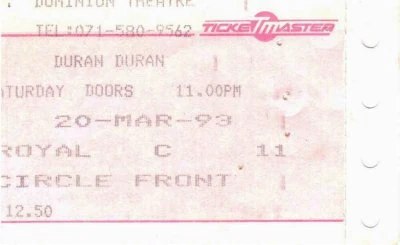 . DOMINION THEATRE
TEL:071-580-9562 TICKETMASTER
DURAN DURAN
ATURDAY DOORS 11.00PM
20-MAR-93
ROYAL C 11
CIRCLE FRONT
12.50